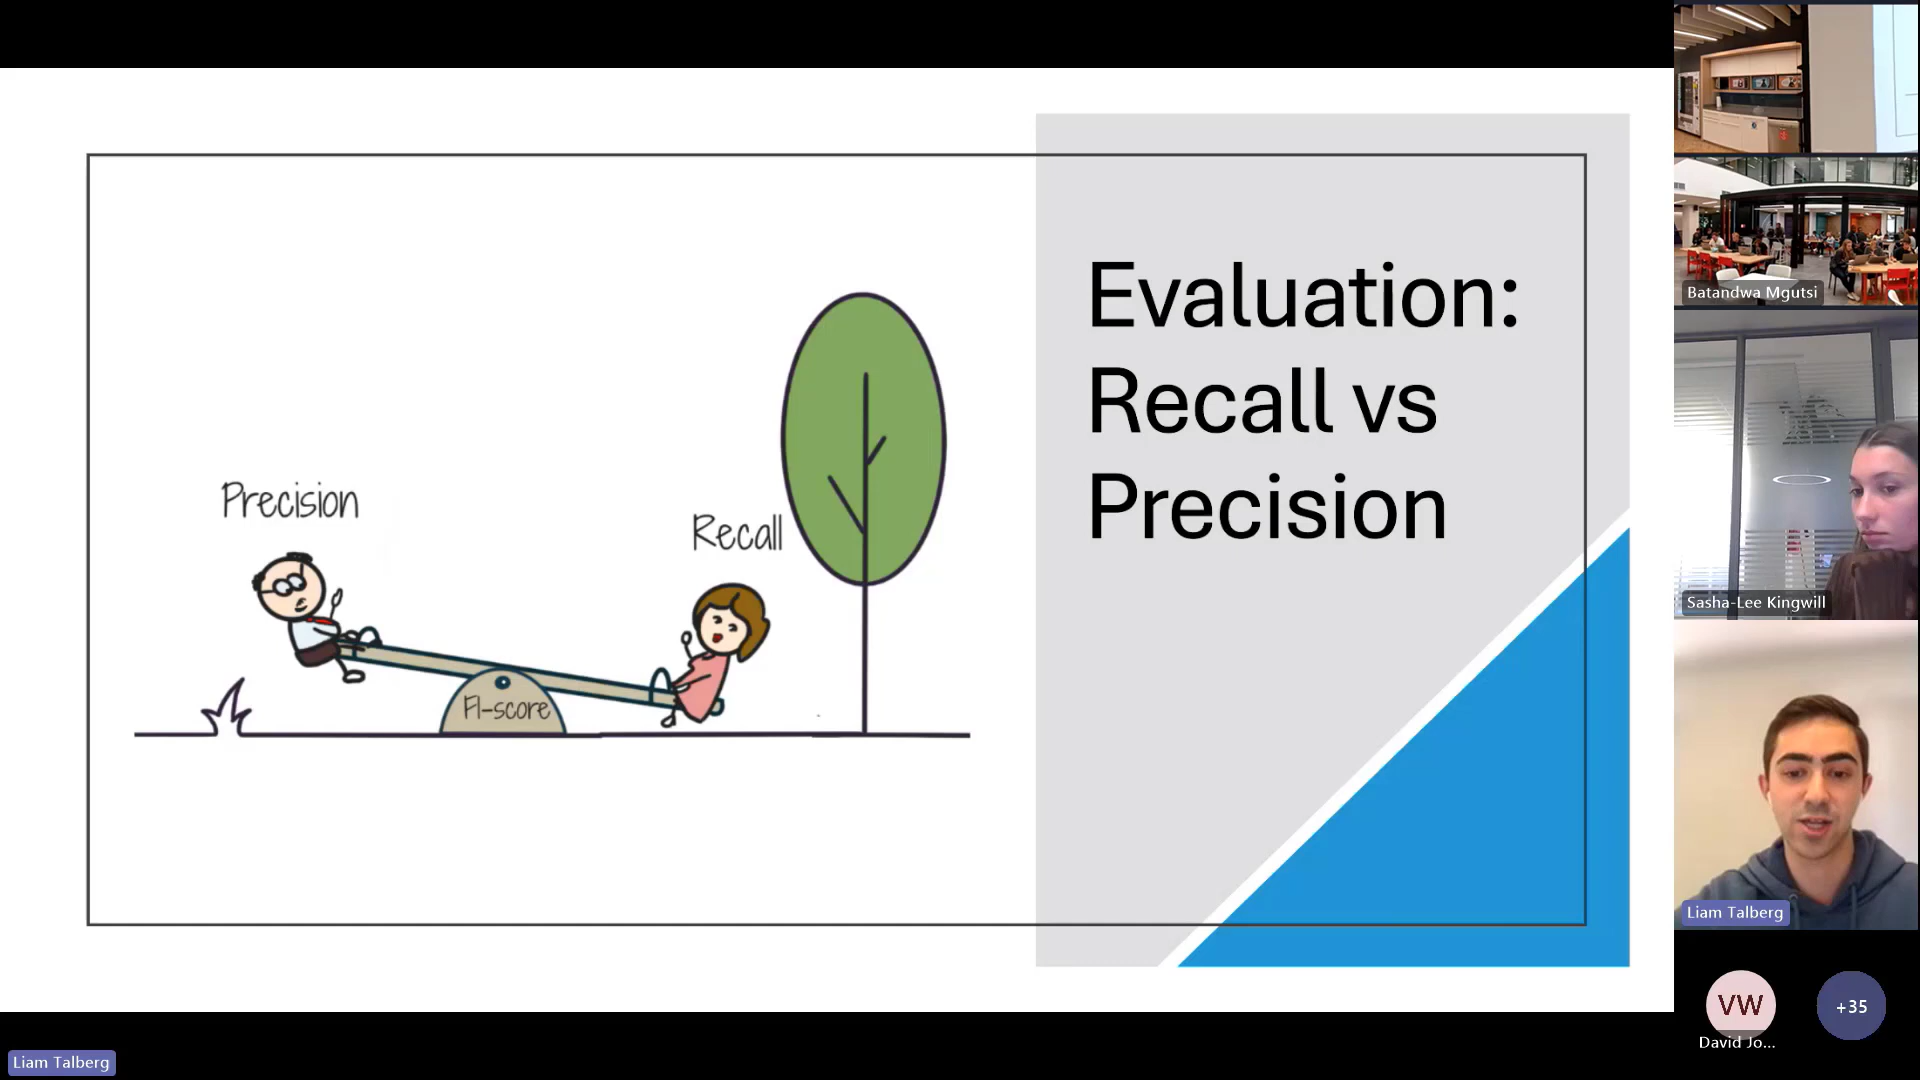 Evaluation:
Recall vs
Precision
Precision
Recall
F1-score
Batandwa Mgutsi
Sasha-Lee Kingwill
Liam Talberg
VW
+35
David Jo...
Liam Talberg